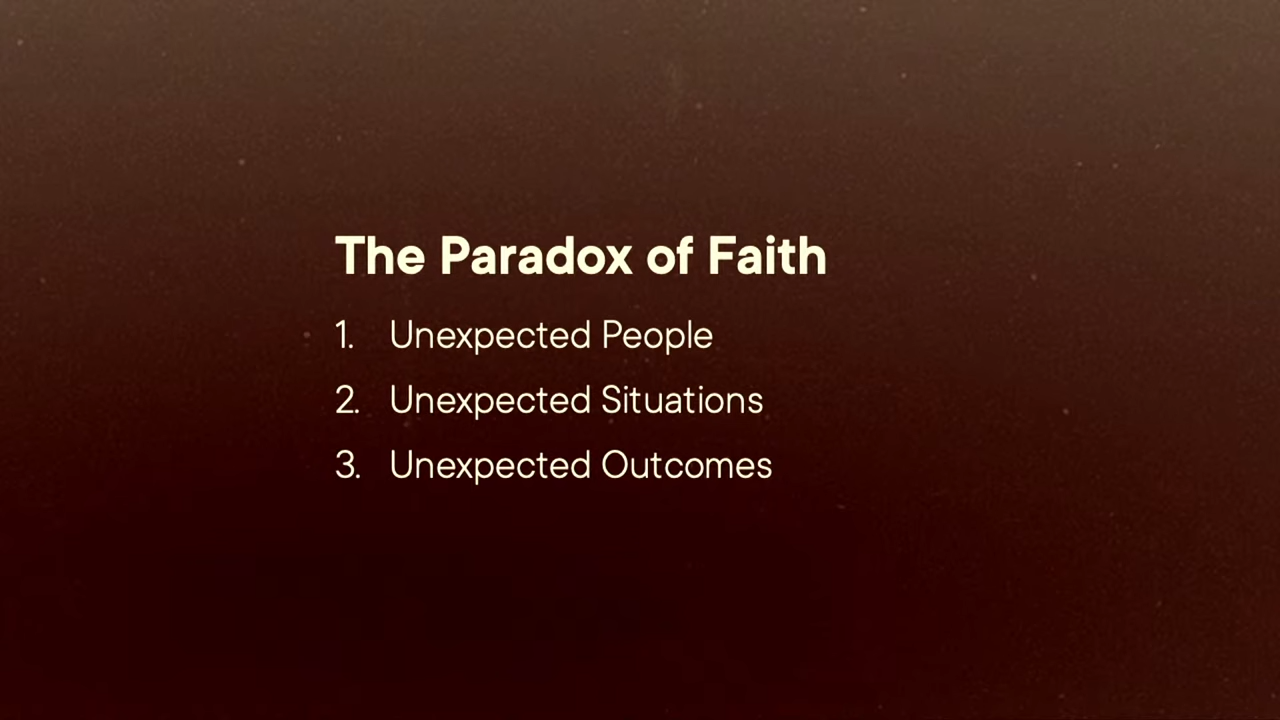 The Paradox of Faith
1. Unexpected People
2. Unexpected Situations
3. Unexpected Outcomes